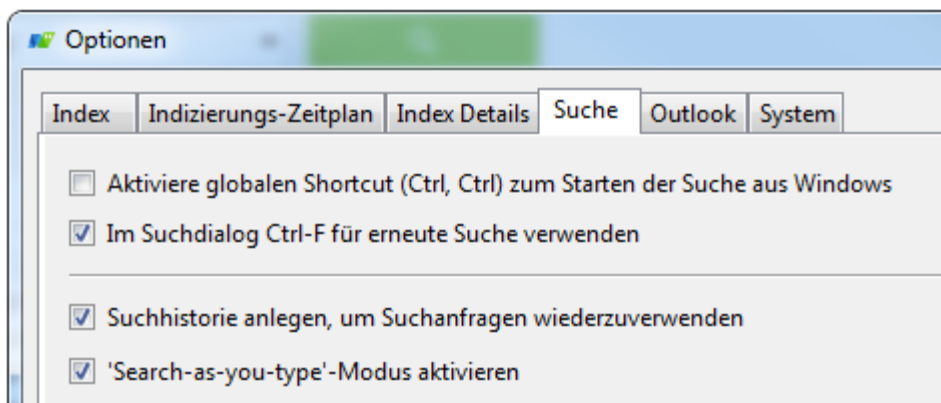 Optionen
Index Indizierungs-Zeitplan Index Details Suche Outlook System
Aktiviere globalen Shortcut (Ctrl, Ctrl) zum Starten der Suche aus Windows
Im Suchdialog Ctrl-F für erneute Suche verwenden
Suchhistorie anlegen, um Suchanfragen wiederzuverwenden
'Search-as-you-type'-Modus aktivieren